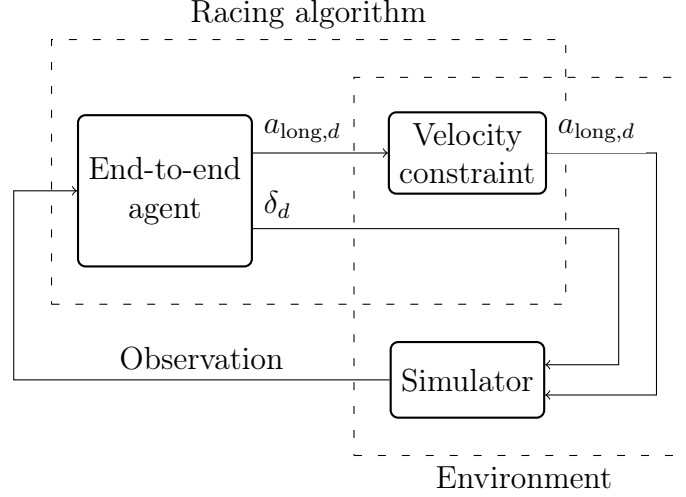 Racing algorithm
a_long,d
Velocity
constraint
a_long,d
End-to-end
agent
δ_d
Observation
Simulator
Environment